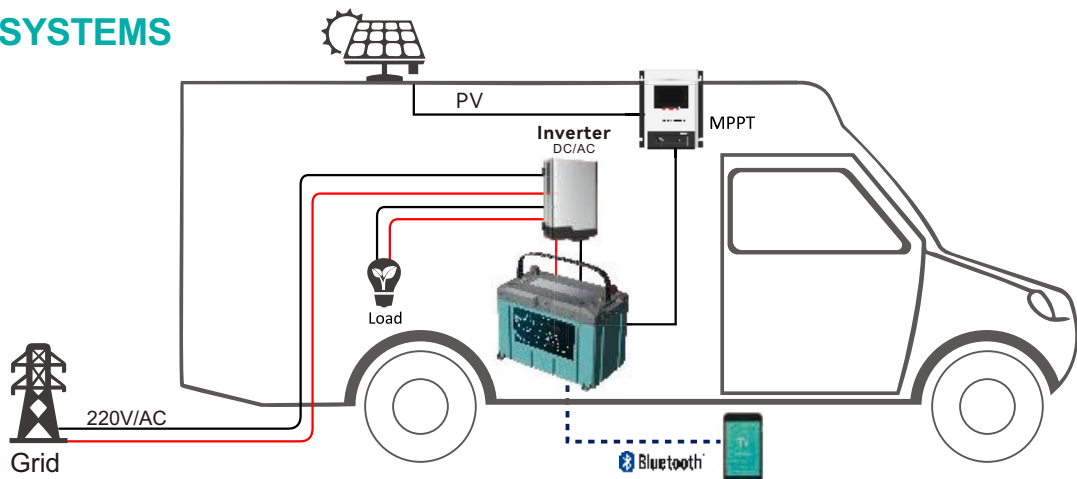 SYSTEMS
PV
MPPT
Inverter
DC/AC
Load
220V/AC
Grid
Bluetooth